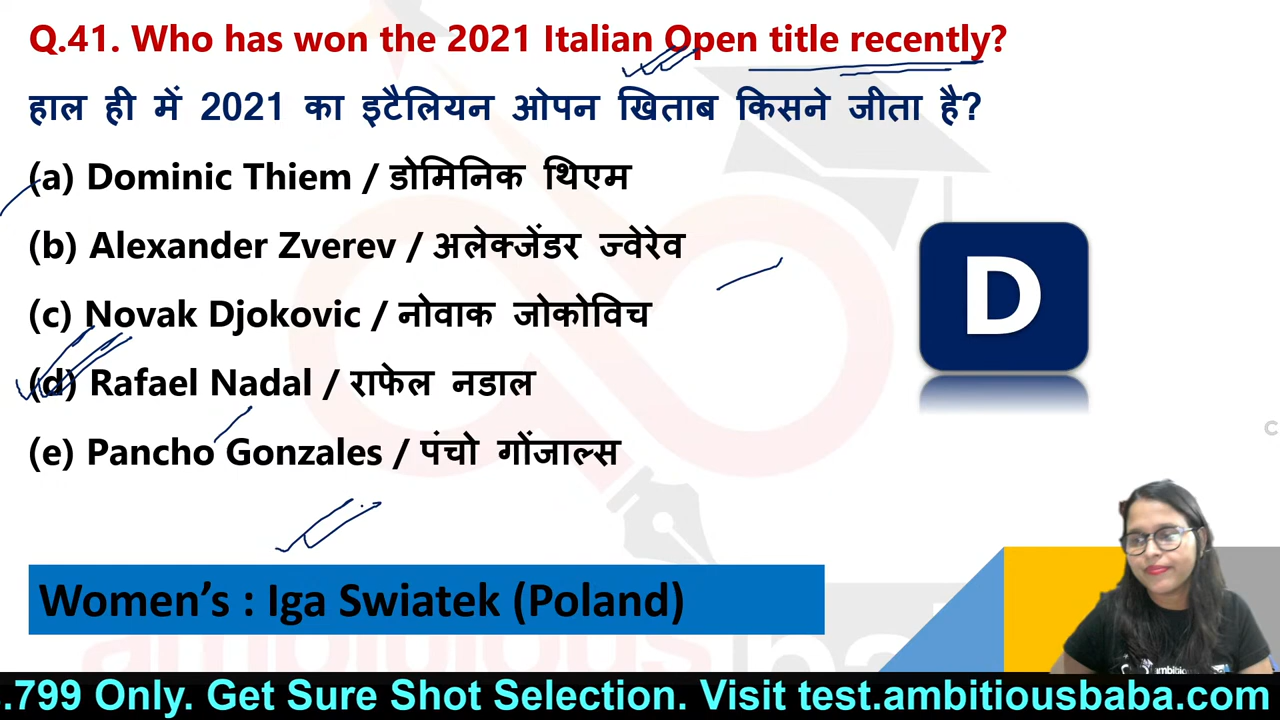 Q.41. Who has won the 2021 Italian Open title recently?
हाल ही में 2021 का इटैलियन ओपन खिताब किसने जीता है?
(a) Dominic Thiem / डोमिनिक थिएम
(b) Alexander Zverev / अलेक्जेंडर ज्वेरेव
(c) Novak Djokovic / नोवाक जोकोविच
(d) Rafael Nadal / राफेल नडाल
(e) Pancho Gonzales / पंचो गोंजाल्स
D
Women’s : Iga Swiatek (Poland)
.799 Only. Get Sure Shot Selection. Visit test.ambitiousbaba.com